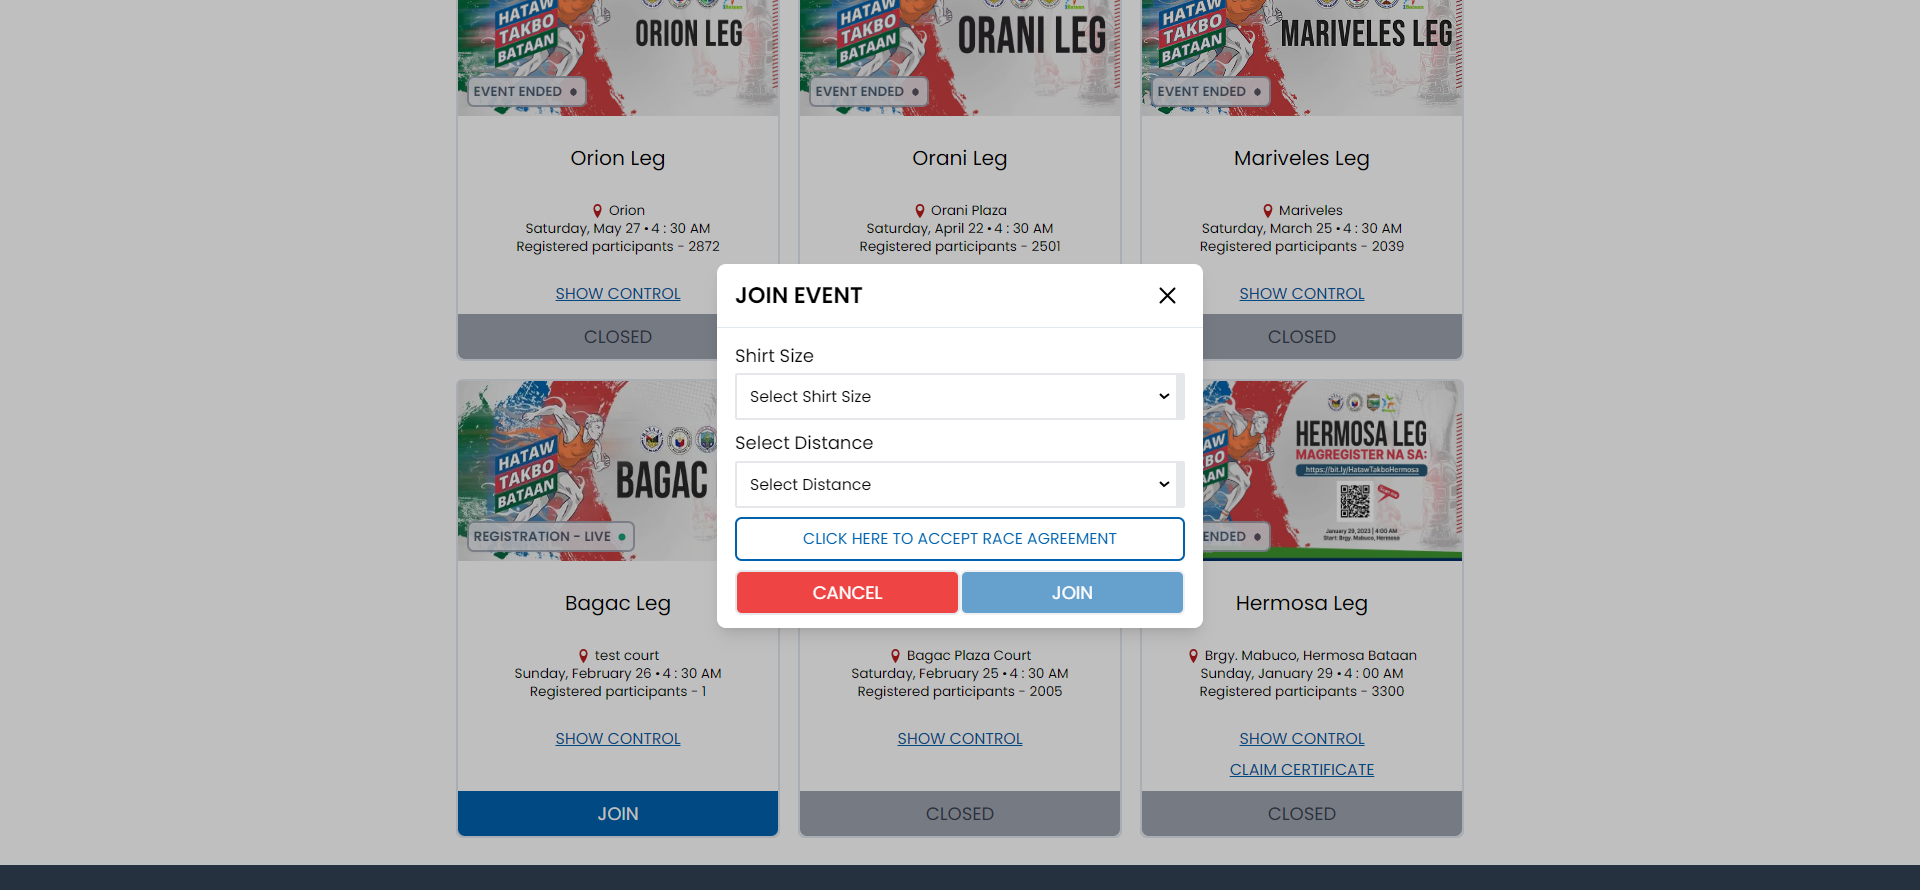 HATAW
TAKBO
BATAAN
ORION LEG
EVENT ENDED
Orion Leg
Orion
Saturday, May 27 • 4 : 30 AM
Registered participants - 2872
SHOW CONTROL
CLOSED
HATAW
TAKBO
BATAAN
ORANI LEG
EVENT ENDED
Orani Leg
Orani Plaza
Saturday, April 22 • 4 : 30 AM
Registered participants - 2501
HATAW
TAKBO
BATAAN
MARIVELES LEG
EVENT ENDED
Mariveles Leg
Mariveles
Saturday, March 25 • 4 : 30 AM
Registered participants - 2039
SHOW CONTROL
CLOSED
JOIN EVENT
Shirt Size
Select Shirt Size
Select Distance
Select Distance
CLICK HERE TO ACCEPT RACE AGREEMENT
CANCEL
JOIN
HATAW
TAKBO
BATAAN
BAGAC
REGISTRATION - LIVE
Bagac Leg
test court
Sunday, February 26 • 4 : 30 AM
Registered participants - 1
SHOW CONTROL
JOIN
Bagac Plaza Court
Saturday, February 25 • 4 : 30 AM
Registered participants - 2005
SHOW CONTROL
CLOSED
HERMOSA LEG
MAGREGISTER NA SA:
https://bit.ly/HatawTakboHermosa
January 29, 2023 | 4:00 AM
Start: Brgy. Mabuco, Hermosa
ENDED
Hermosa Leg
Brgy. Mabuco, Hermosa Bataan
Sunday, January 29 • 4 : 00 AM
Registered participants - 3300
SHOW CONTROL
CLAIM CERTIFICATE
CLOSED